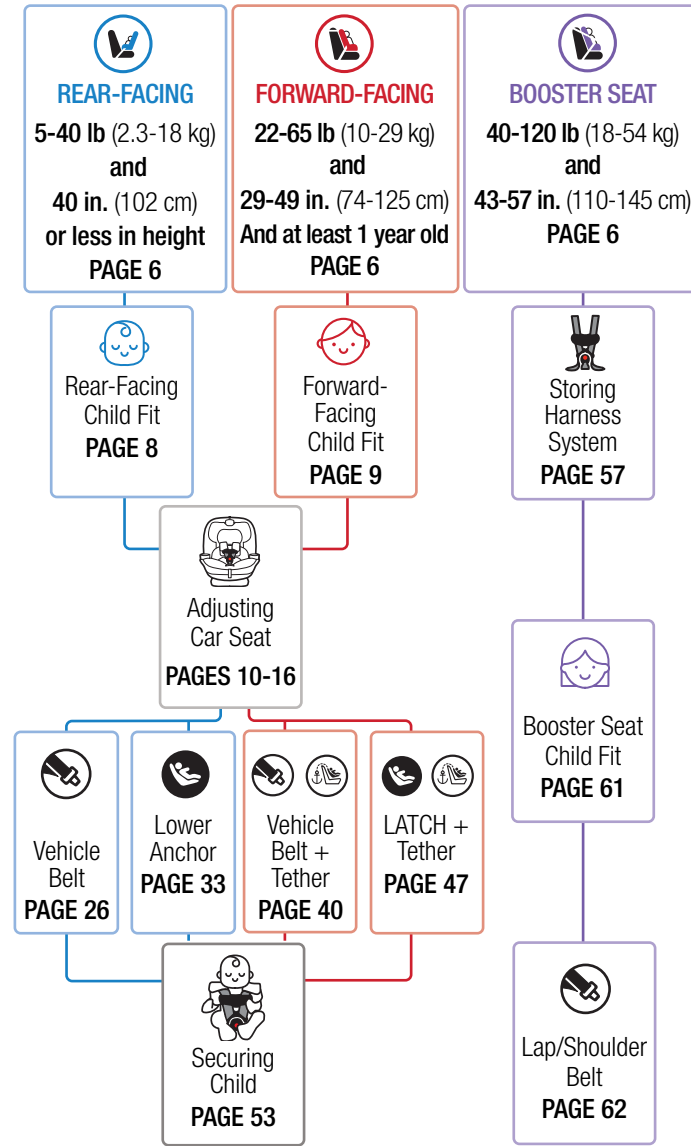 REAR-FACING
5-40 lb (2.3-18 kg)
and
40 in. (102 cm)
or less in height
PAGE 6
FORWARD-FACING
22-65 lb (10-29 kg)
and
29-49 in. (74-125 cm)
And at least 1 year old
PAGE 6
BOOSTER SEAT
40-120 lb (18-54 kg)
and
43-57 in. (110-145 cm)
PAGE 6
Rear-Facing
Child Fit
PAGE 8
Forward-
Facing
Child Fit
PAGE 9
Storing
Harness
System
PAGE 57
Adjusting
Car Seat
PAGES 10-16
Booster Seat
Child Fit
PAGE 61
Vehicle
Belt
PAGE 26
Lower
Anchor
PAGE 33
Vehicle
Belt +
Tether
PAGE 40
LATCH +
Tether
PAGE 47
Securing
Child
PAGE 53
Lap/Shoulder
Belt
PAGE 62